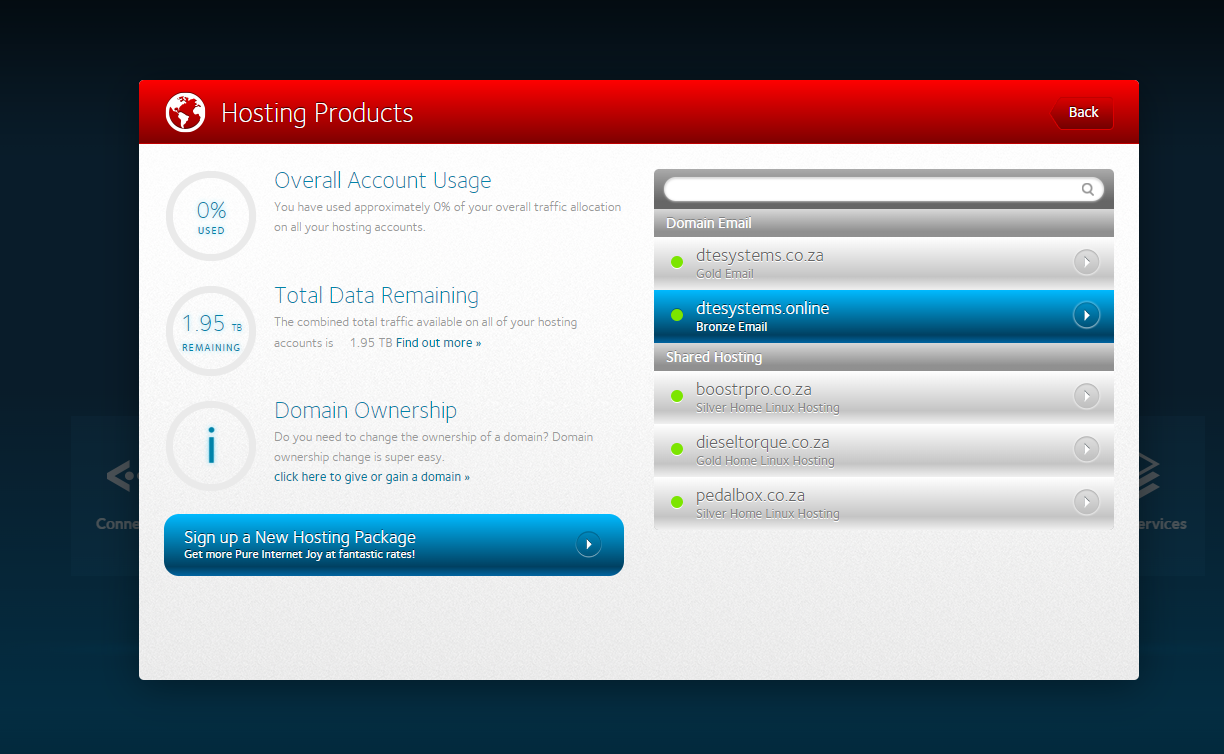 Hosting Products
Back
0%
USED
Overall Account Usage
You have used approximately 0% of your overall traffic allocation
on all your hosting accounts.
1.95 TB
REMAINING
Total Data Remaining
The combined total traffic available on all of your hosting
accounts is 1.95 TB Find out more »
i
Domain Ownership
Do you need to change the ownership of a domain? Domain
ownership change is super easy.
click here to give or gain a domain »
Sign up a New Hosting Package
Get more Pure Internet Joy at fantastic rates!
Domain Email
dtesystems.co.za
Gold Email
dtesystems.online
Bronze Email
Shared Hosting
boostrpro.co.za
Silver Home Linux Hosting
dieseltorque.co.za
Gold Home Linux Hosting
pedalbox.co.za
Silver Home Linux Hosting
Conne
ervices